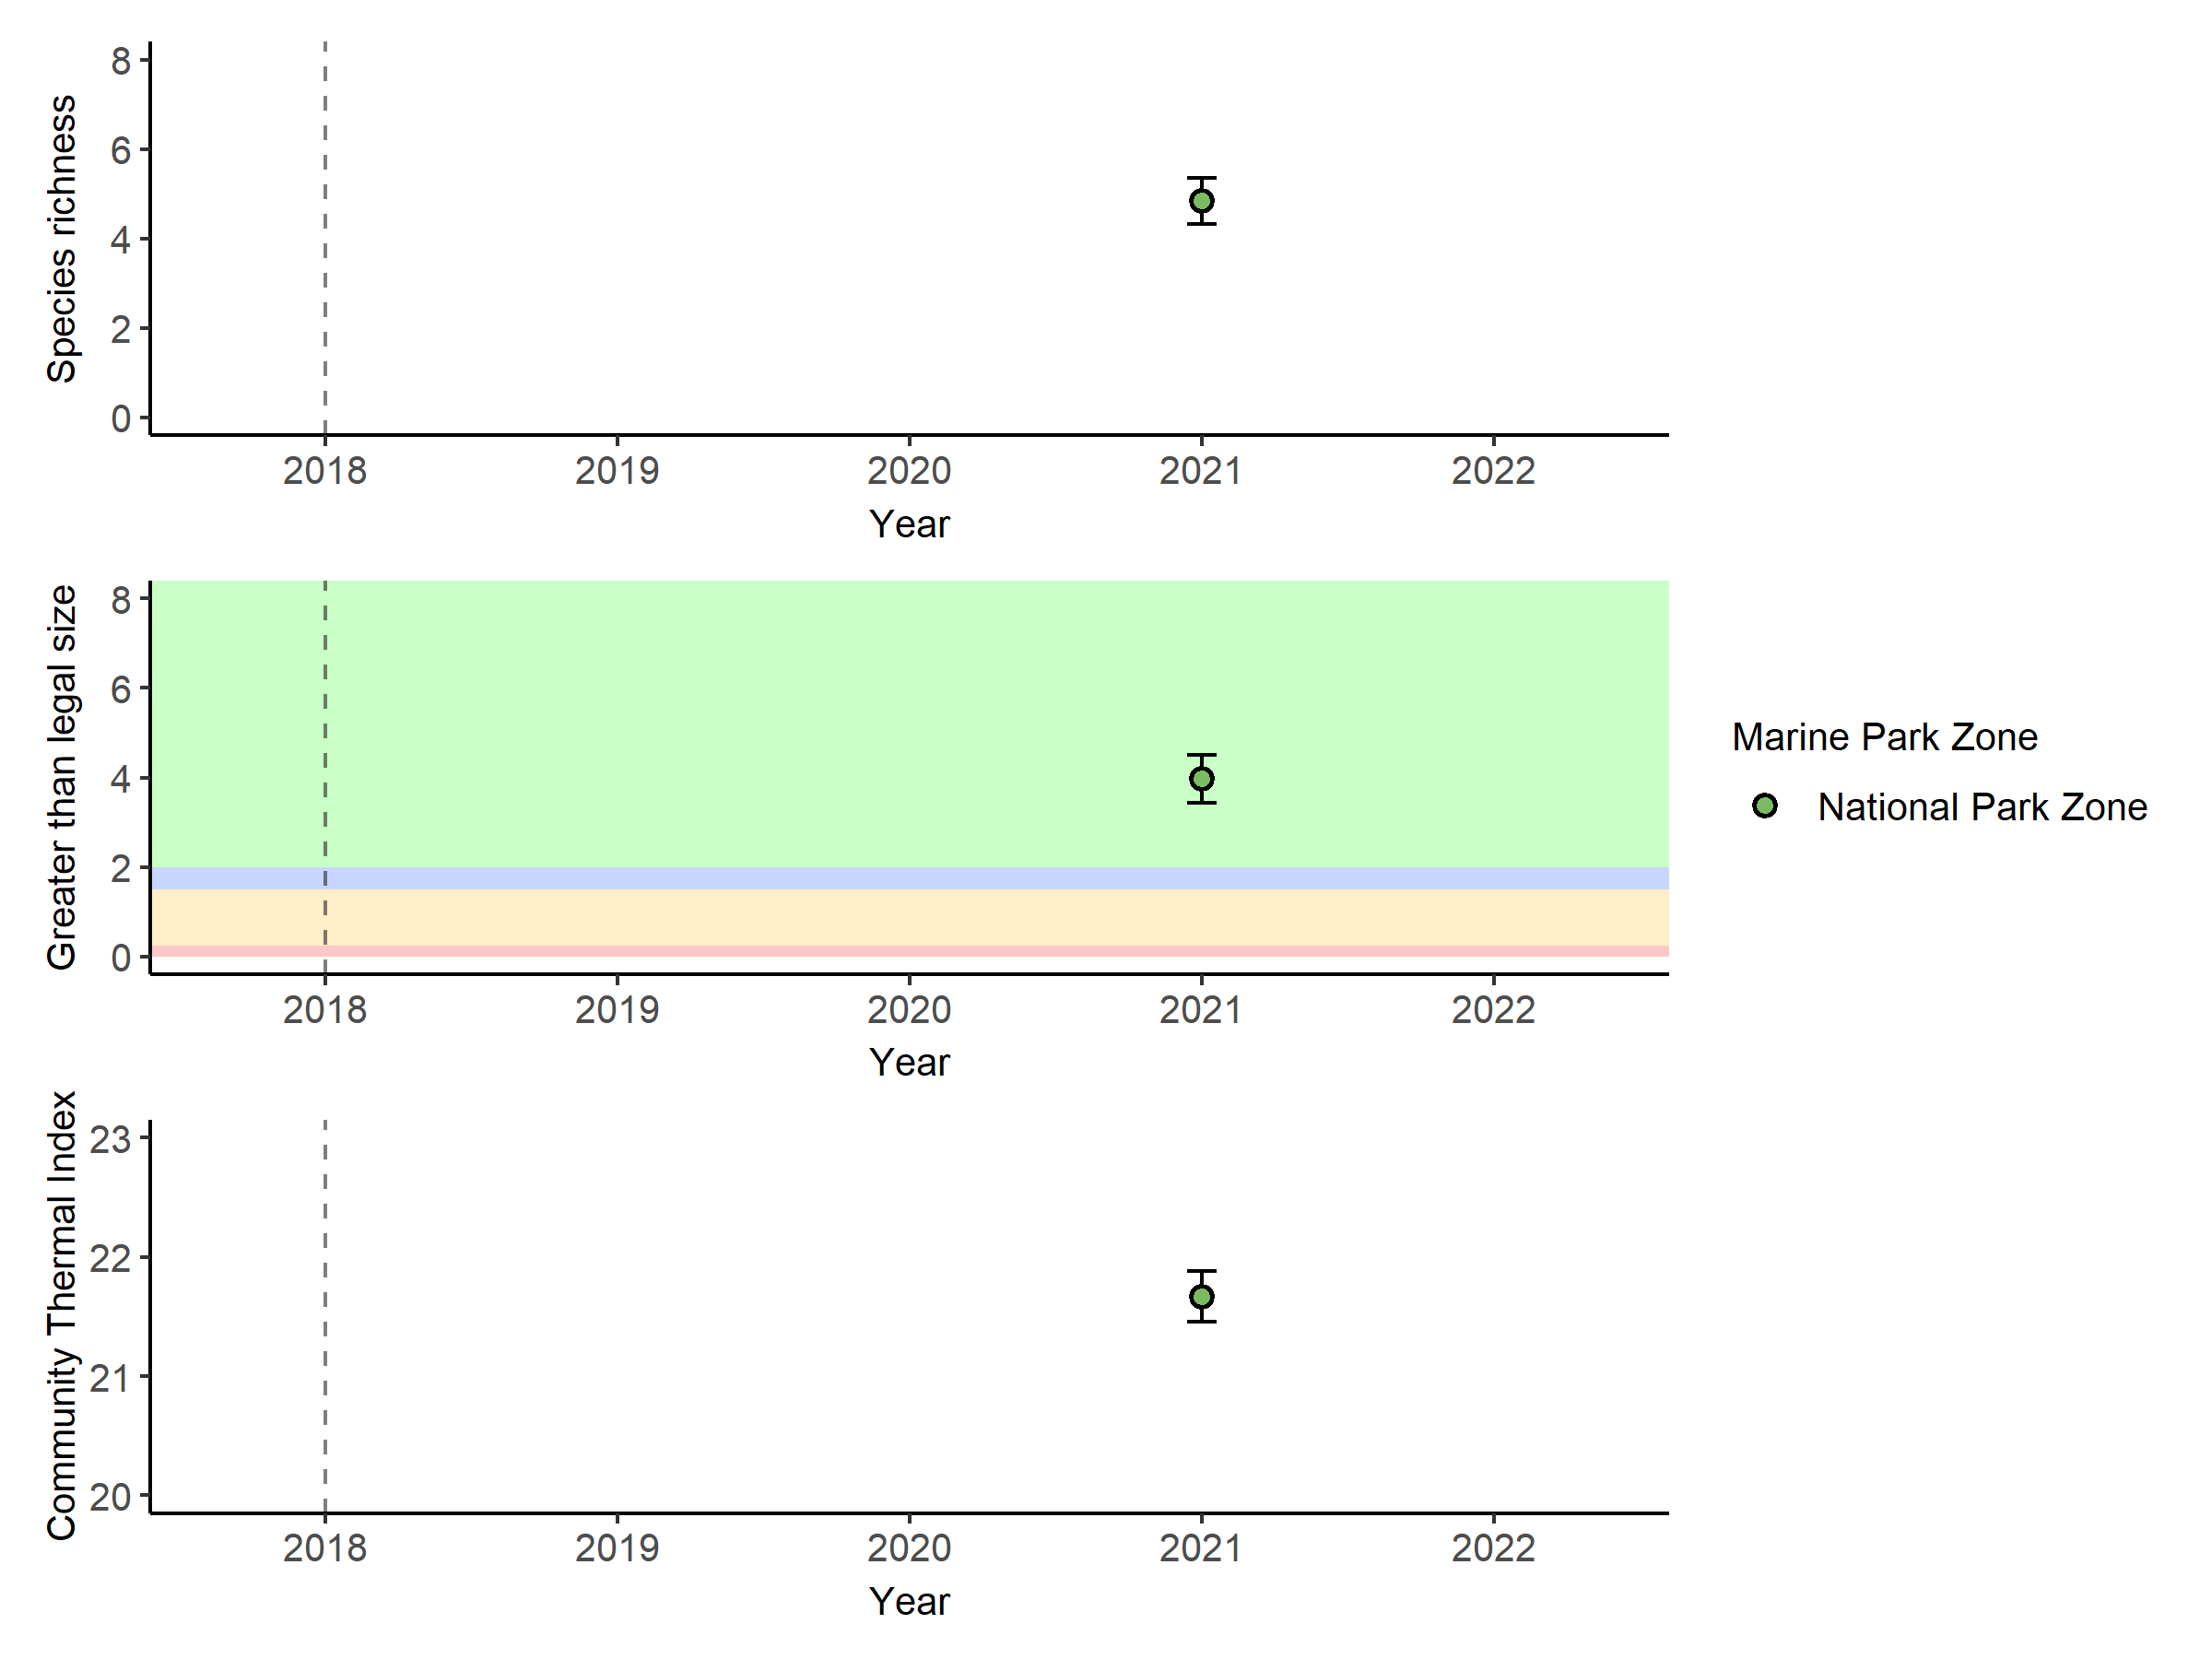 Species richness
8
6
4
2
0
2018 2019 2020 2021 2022
Year
Greater than legal size
8
6
4
2
0
2018 2019 2020 2021 2022
Year
Community Thermal Index
23
22
21
20
2018 2019 2020 2021 2022
Year
Marine Park Zone
National Park Zone